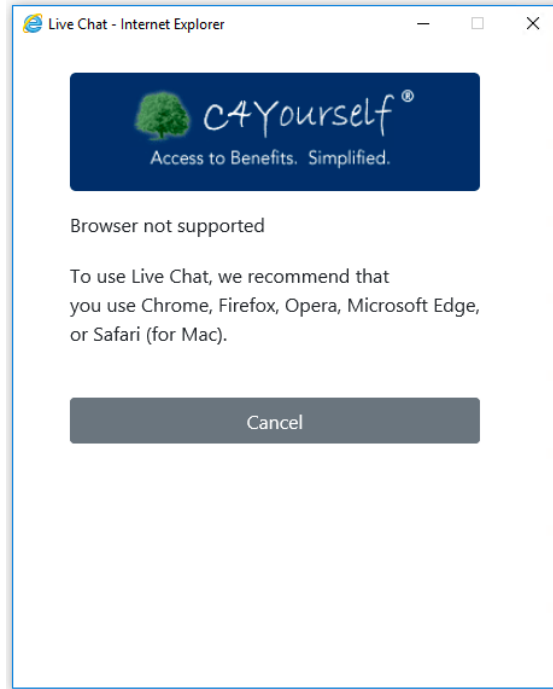 Live Chat - Internet Explorer
C4Yourself®
Access to Benefits. Simplified.
Browser not supported
To use Live Chat, we recommend that
you use Chrome, Firefox, Opera, Microsoft Edge,
or Safari (for Mac).
Cancel